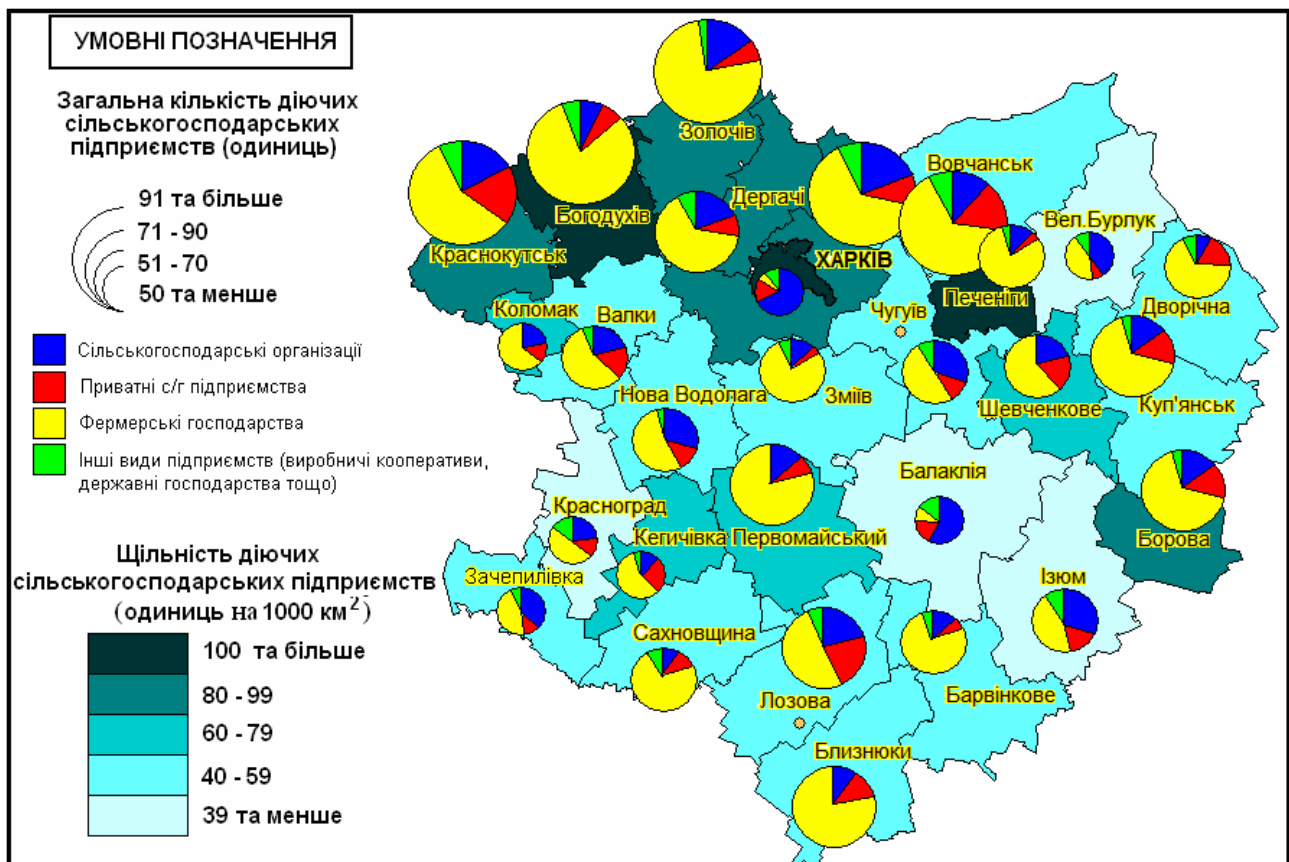 УМОВНІ ПОЗНАЧЕННЯ
Загальна кількість діючих
сільськогосподарських
підприємств (одиниць)
91 та більше
71 - 90
51 - 70
50 та менше
Сільськогосподарські організації
Приватні с/г підприємства
Фермерські господарства
Інші види підприємств (виробничі кооперативи,
державні господарства тощо)
Щільність діючих
сільськогосподарських підприємств
(одиниць на 1000 км²)
100 та більше
80 - 99
60 - 79
40 - 59
39 та менше
Золочів
Вовчанськ
Дергачі
Богодухів
Вел.Бурлук
Краснокутськ
ХАРКІВ
Печеніги
Дворічна
Коломак
Валки
Чугуїв
Нова Водолага
Зміїв
Шевченкове
Куп'янськ
Балаклія
Красноград
Кегичівка
Первомайський
Борова
Зачепилівка
Ізюм
Сахновщина
Лозова
Барвінкове
Близнюки